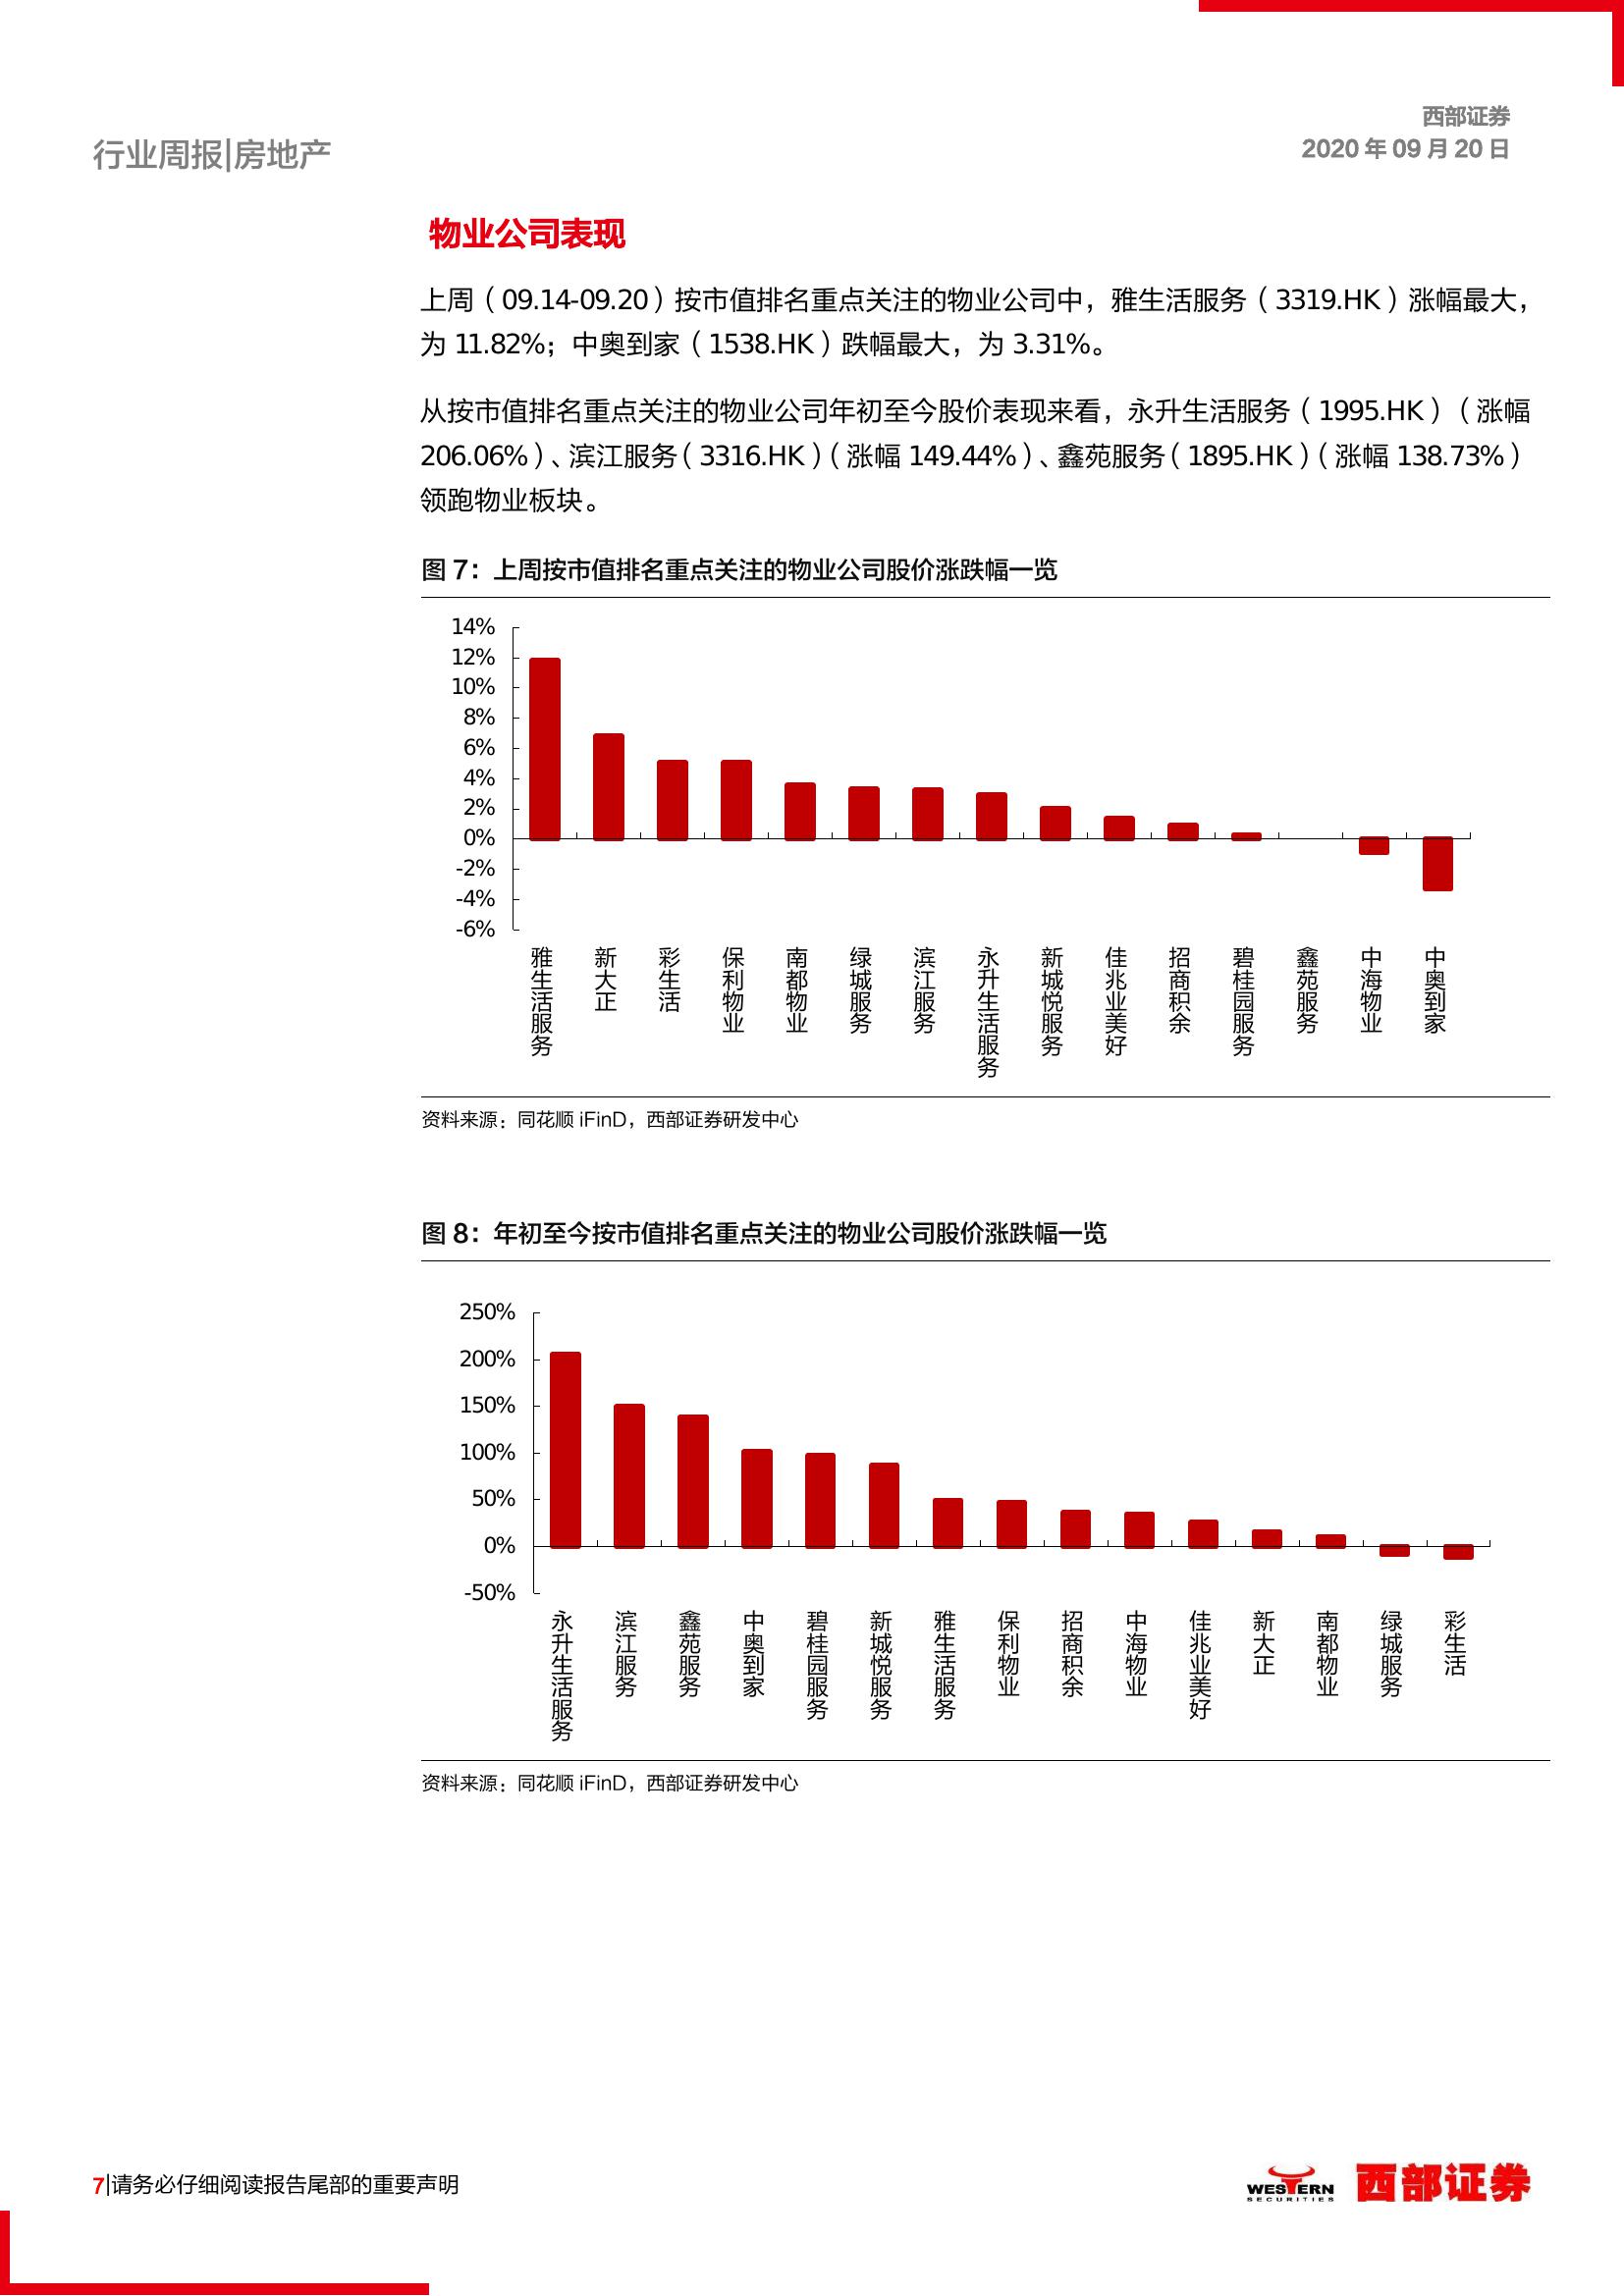 西部证券
行业周报|房地产
2020 年 09 月 20 日
物业公司表现
上周（09.14-09.20）按市值排名重点关注的物业公司中，雅生活服务（3319.HK）涨幅最大，
为 11.82%；中奥到家（1538.HK）跌幅最大，为 3.31%。
从按市值排名重点关注的物业公司年初至今股价表现来看，永升生活服务（1995.HK）（涨幅
206.06%）、滨江服务（3316.HK）（涨幅 149.44%）、鑫苑服务（1895.HK）（涨幅 138.73%）
领跑物业板块。
图 7：上周按市值排名重点关注的物业公司股价涨跌幅一览
14%
12%
10%
8%
6%
4%
2%
0%
-2%
-4%
-6%
雅生活服务
新大正
彩生活
保利物业
南都物业
绿城服务
滨江服务
永升生活服务
新城悦服务
佳兆业美好
招商积余
碧桂园服务
鑫苑服务
中海物业
中奥到家
资料来源：同花顺 iFinD，西部证券研发中心
图 8：年初至今按市值排名重点关注的物业公司股价涨跌幅一览
250%
200%
150%
100%
50%
0%
-50%
永升生活服务
滨江服务
鑫苑服务
中奥到家
碧桂园服务
新城悦服务
雅生活服务
保利物业
招商积余
中海物业
佳兆业美好
新大正
南都物业
绿城服务
彩生活
资料来源：同花顺 iFinD，西部证券研发中心
7|请务必仔细阅读报告尾部的重要声明
WESTERN
SECURITIES
西部证券